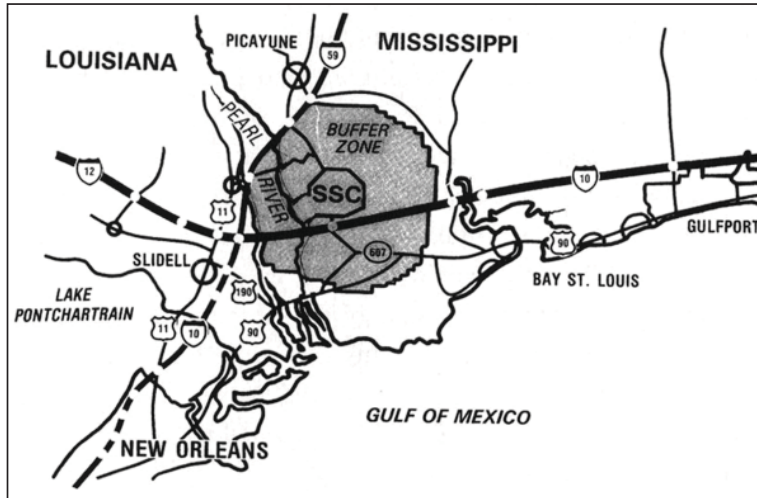 PICAYUNE
MISSISSIPPI
LOUISIANA
59
PEARL
RIVER
BUFFER
ZONE
SSC
12
10
11
GULFPORT
607
90
SLIDELL
BAY ST. LOUIS
LAKE
PONTCHARTRAIN
190
11
10
90
GULF OF MEXICO
NEW ORLEANS